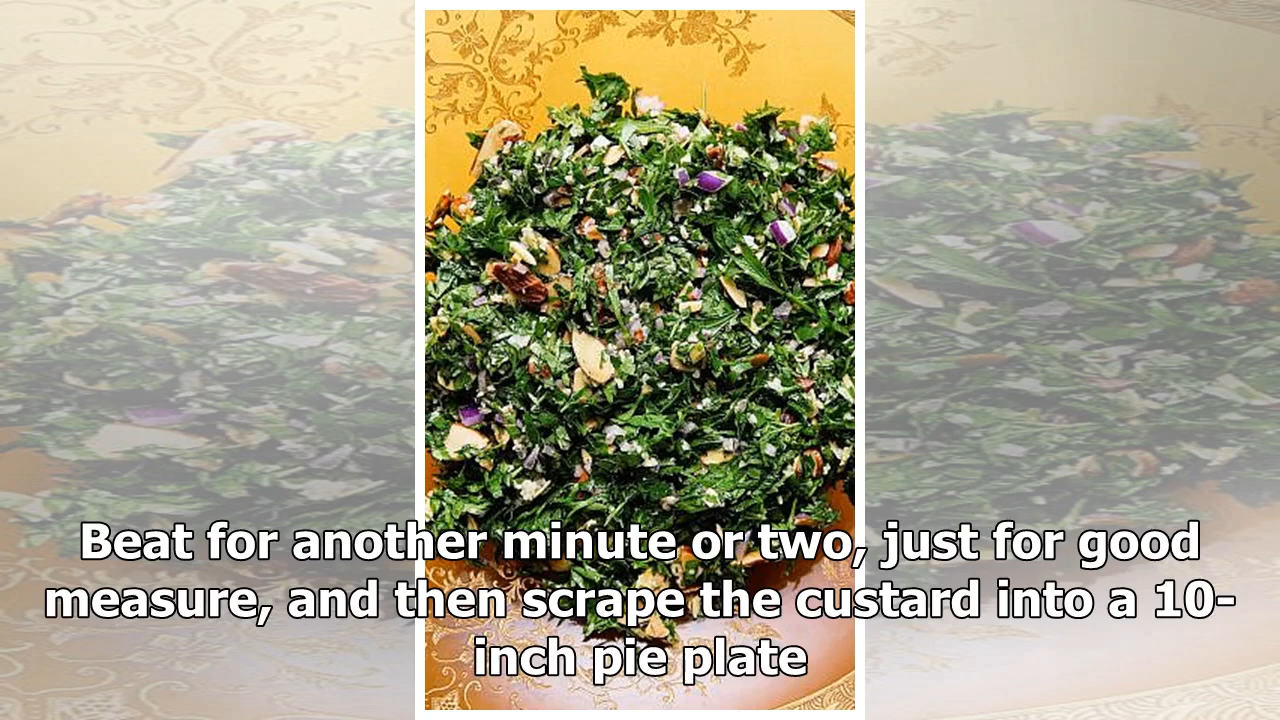 Beat for another minute or two, just for good
measure, and then scrape the custard into a 10-
inch pie plate